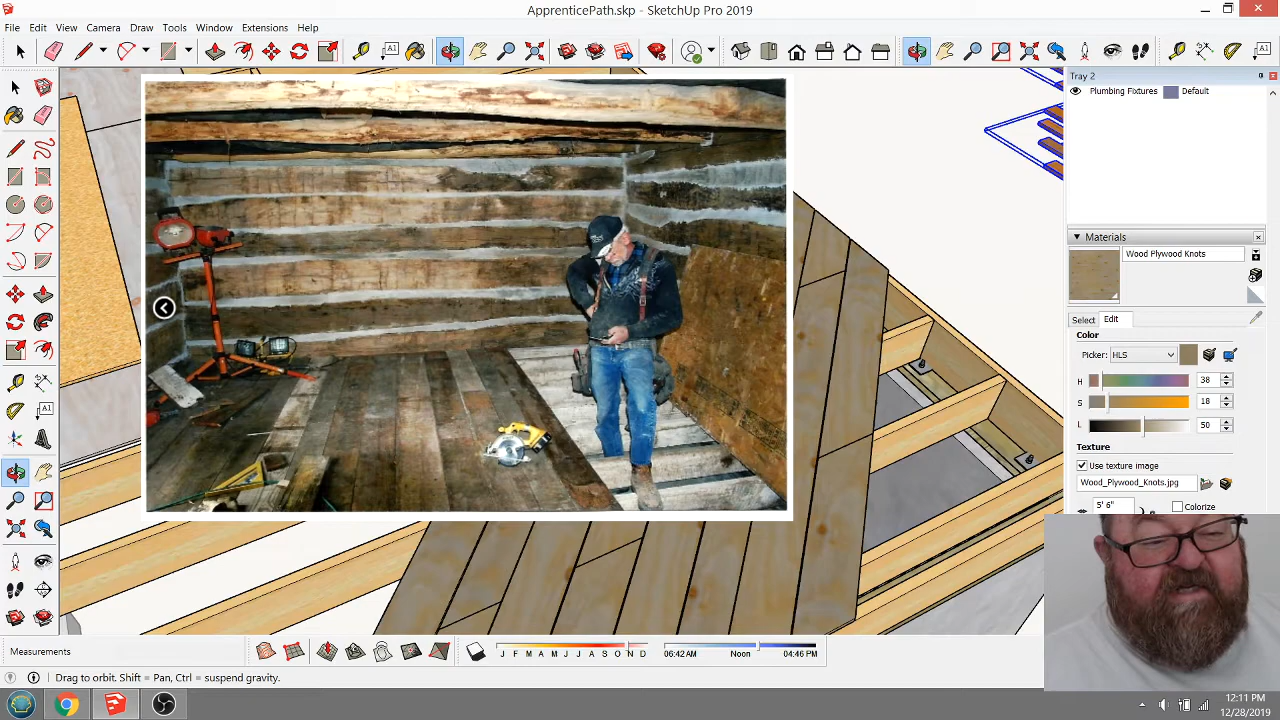 ApprenticePath.skp - SketchUp Pro 2019
File Edit View Camera Draw Tools Window Extensions Help
Tray 2
Plumbing Fixtures Default
Materials
Wood Plywood Knots
Select Edit
Color
Picker: HLS
H 38
S 18
L 50
Texture
Use texture image
Wood_Plywood_Knots.jpg
5' 6" Colorize
Measurements
J F M A M J J A S O N D 06:42 AM Noon 04:46 PM
Drag to orbit. Shift = Pan, Ctrl = suspend gravity.
12:11 PM
12/28/2019